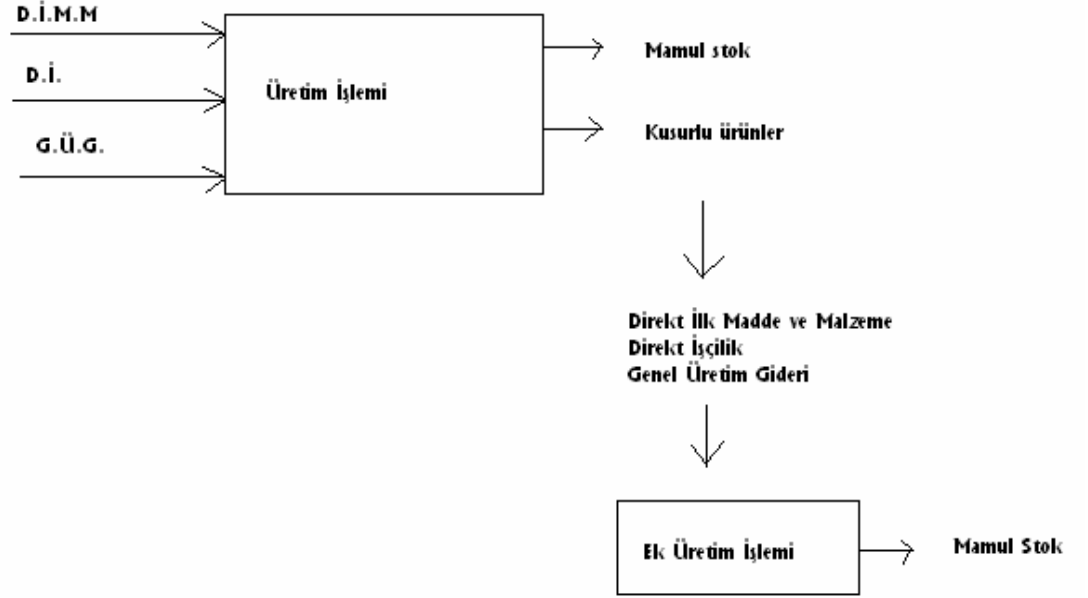 D.İ.M.M
D.İ.
G.Ü.G.
Üretim İşlemi
Mamul stok
Kusurlu ürünler
Direkt İlk Madde ve Malzeme
Direkt İşçilik
Genel Üretim Gideri
Ek Üretim İşlemi
Mamul Stok